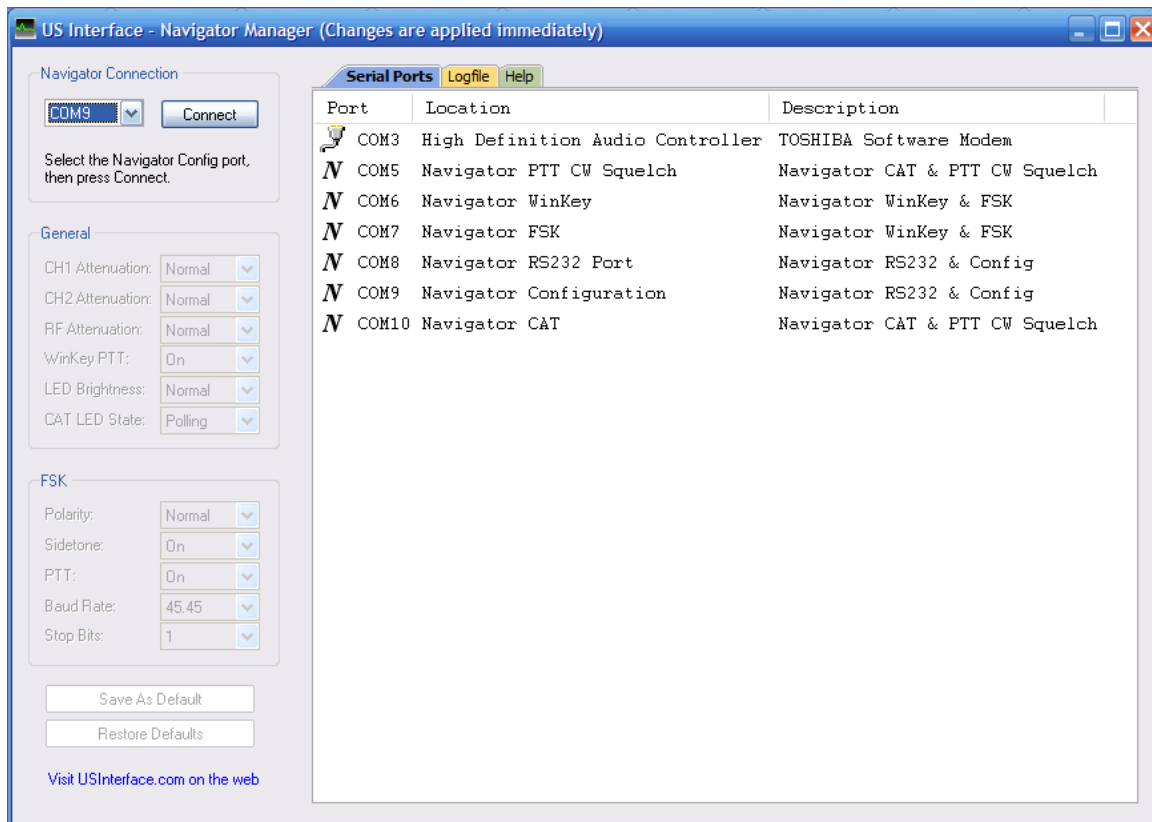 US Interface - Navigator Manager (Changes are applied immediately)
Navigator Connection
COM9
Connect
Select the Navigator Config port,
then press Connect.
General
CH1 Attenuation: Normal
CH2 Attenuation: Normal
RF Attenuation: Normal
WinKey PTT: On
LED Brightness: Normal
CAT LED State: Polling
FSK
Polarity: Normal
Sidetone: On
PTT: On
Baud Rate: 45.45
Stop Bits: 1
Save As Default
Restore Defaults
Visit USInterface.com on the web
Serial Ports Logfile Help
Port Location Description
COM3 High Definition Audio Controller TOSHIBA Software Modem
N COM5 Navigator PTT CW Squelch Navigator CAT & PTT CW Squelch
N COM6 Navigator WinKey Navigator WinKey & FSK
N COM7 Navigator FSK Navigator WinKey & FSK
N COM8 Navigator RS232 Port Navigator RS232 & Config
N COM9 Navigator Configuration Navigator RS232 & Config
N COM10 Navigator CAT Navigator CAT & PTT CW Squelch